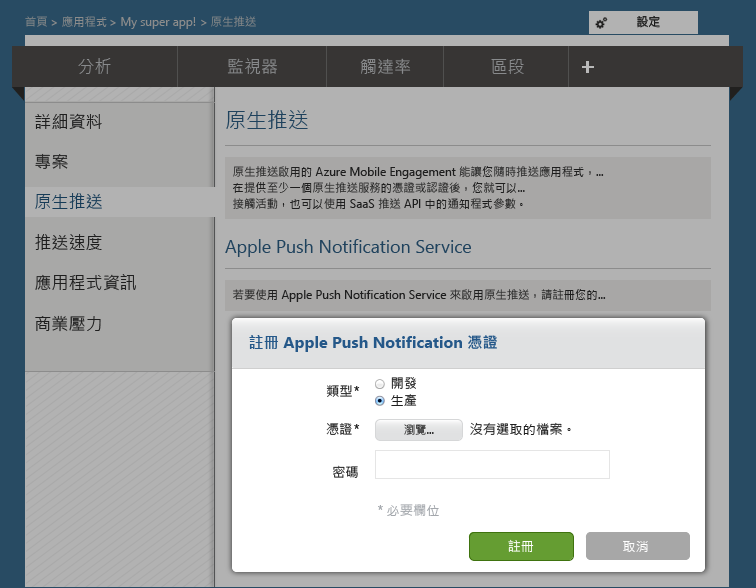 首頁 > 應用程式 > My super app! > 原生推送
設定
分析 監視器 觸達率 區段 +
詳細資料
專案
原生推送
推送速度
應用程式資訊
商業壓力
原生推送
原生推送啟用的 Azure Mobile Engagement 能讓您隨時推送應用程式，...
在提供至少一個原生推送服務的憑證或認證後，您就可以...
接觸活動，也可以使用 SaaS 推送 API 中的通知程式參數。
Apple Push Notification Service
若要使用 Apple Push Notification Service 來啟用原生推送，請註冊您的...
註冊 Apple Push Notification 憑證
類型* 開發
生產
憑證* 瀏覽... 沒有選取的檔案。
密碼
* 必要欄位
註冊 取消